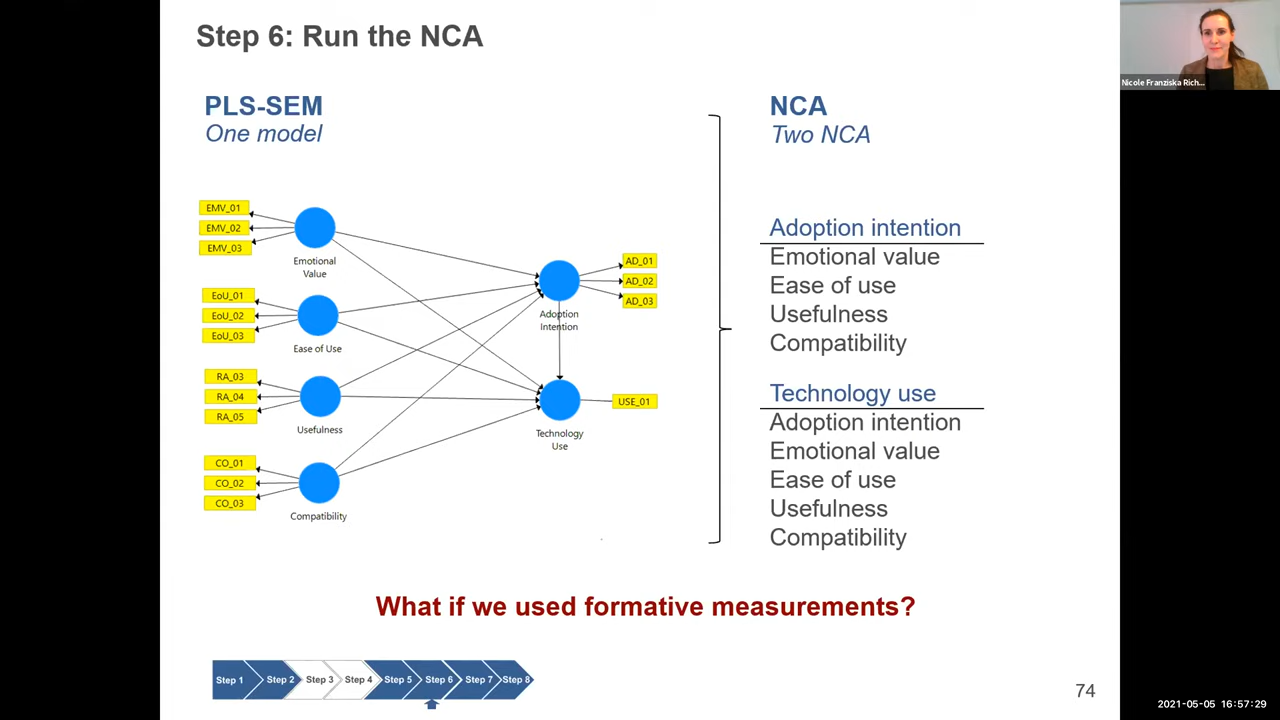 Step 6: Run the NCA
Nicole Franziska Rich...
PLS-SEM
One model
NCA
Two NCA
EMV_01
EMV_02
EMV_03
Emotional
Value
EoU_01
EoU_02
EoU_03
Ease of Use
RA_03
RA_04
RA_05
Usefulness
CO_01
CO_02
CO_03
Compatibility
AD_01
AD_02
AD_03
Adoption
Intention
USE_01
Technology
Use
Adoption intention
Emotional value
Ease of use
Usefulness
Compatibility
Technology use
Adoption intention
Emotional value
Ease of use
Usefulness
Compatibility
What if we used formative measurements?
Step 1 Step 2 Step 3 Step 4 Step 5 Step 6 Step 7 Step 8
74
2021-05-05 16:57:29